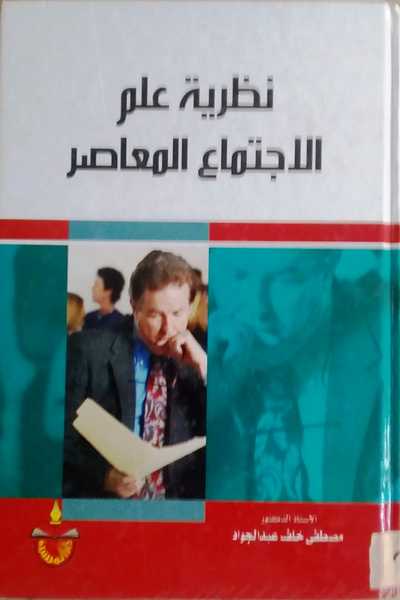 نظرية علم
الاجتماع المعاصر
الأستاذ الدكتور
مصطفى خلف عبد الجواد